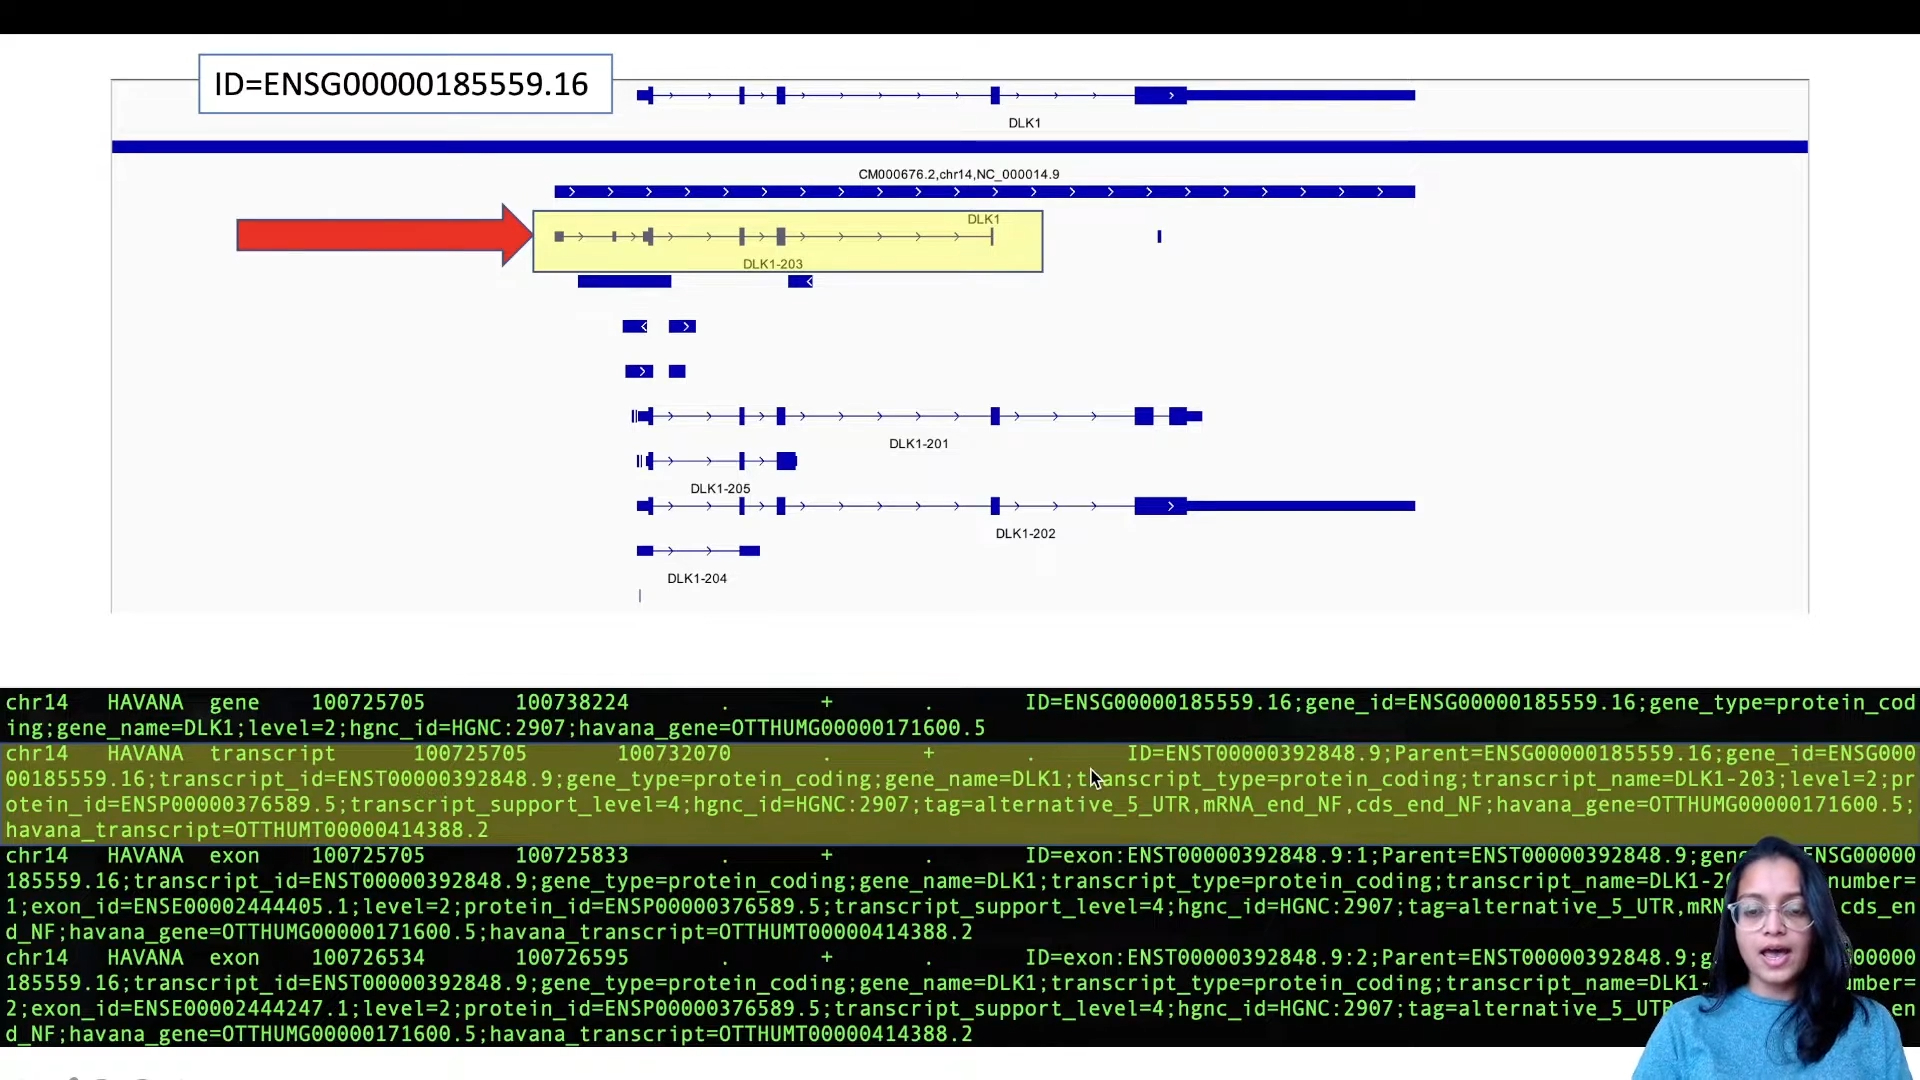 ID=ENSG00000185559.16
DLK1
CM000676.2,chr14,NC_000014.9
DLK1
DLK1-203
DLK1-201
DLK1-205
DLK1-202
DLK1-204
chr14 HAVANA gene 100725705 100738224 . + . ID=ENSG00000185559.16;gene_id=ENSG00000185559.16;gene_type=protein_cod
ing;gene_name=DLK1;level=2;hgnc_id=HGNC:2907;havana_gene=OTTHUMG00000171600.5
chr14 HAVANA transcript 100725705 100732070 . + . ID=ENST00000392848.9;Parent=ENSG00000185559.16;gene_id=ENSG000
00185559.16;transcript_id=ENST00000392848.9;gene_type=protein_coding;gene_name=DLK1;transcript_type=protein_coding;transcript_name=DLK1-203;level=2;pr
otein_id=ENSP00000376589.5;transcript_support_level=4;hgnc_id=HGNC:2907;tag=alternative_5_UTR,mRNA_end_NF,cds_end_NF;havana_gene=OTTHUMG00000171600.5;
havana_transcript=OTTHUMT00000414388.2
chr14 HAVANA exon 100725705 100725833 . + . ID=exon:ENST00000392848.9:1;Parent=ENST00000392848.9;gene ENSG00000
185559.16;transcript_id=ENST00000392848.9;gene_type=protein_coding;gene_name=DLK1;transcript_type=protein_coding;transcript_name=DLK1-20 number=
1;exon_id=ENSE00002444405.1;level=2;protein_id=ENSP00000376589.5;transcript_support_level=4;hgnc_id=HGNC:2907;tag=alternative_5_UTR,mRN cds_en
d_NF;havana_gene=OTTHUMG00000171600.5;havana_transcript=OTTHUMT00000414388.2
chr14 HAVANA exon 100726534 100726595 . + . ID=exon:ENST00000392848.9:2;Parent=ENST00000392848.9;g 00000
185559.16;transcript_id=ENST00000392848.9;gene_type=protein_coding;gene_name=DLK1;transcript_type=protein_coding;transcript_name=DLK1- umber=
2;exon_id=ENSE00002444247.1;level=2;protein_id=ENSP00000376589.5;transcript_support_level=4;hgnc_id=HGNC:2907;tag=alternative_5_UTR en
d_NF;havana_gene=OTTHUMG00000171600.5;havana_transcript=OTTHUMT00000414388.2